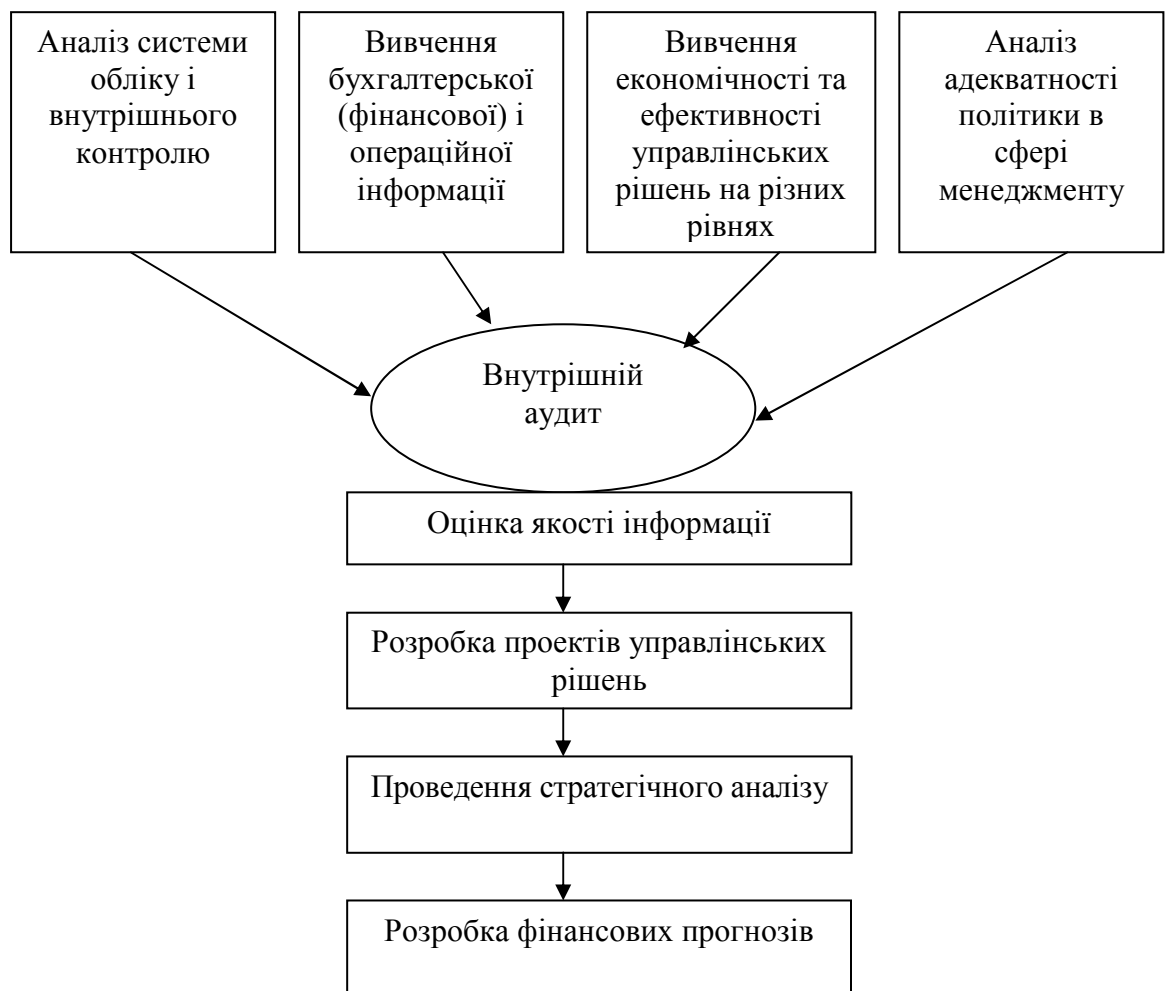 Аналіз системи
обліку і
внутрішнього
контролю
Вивчення
бухгалтерської
(фінансової) і
операційної
інформації
Вивчення
економічності та
ефективності
управлінських
рішень на різних
рівнях
Аналіз
адекватності
політики в
сфері
менеджменту
Внутрішній
аудит
Оцінка якості інформації
Розробка проектів управлінських
рішень
Проведення стратегічного аналізу
Розробка фінансових прогнозів